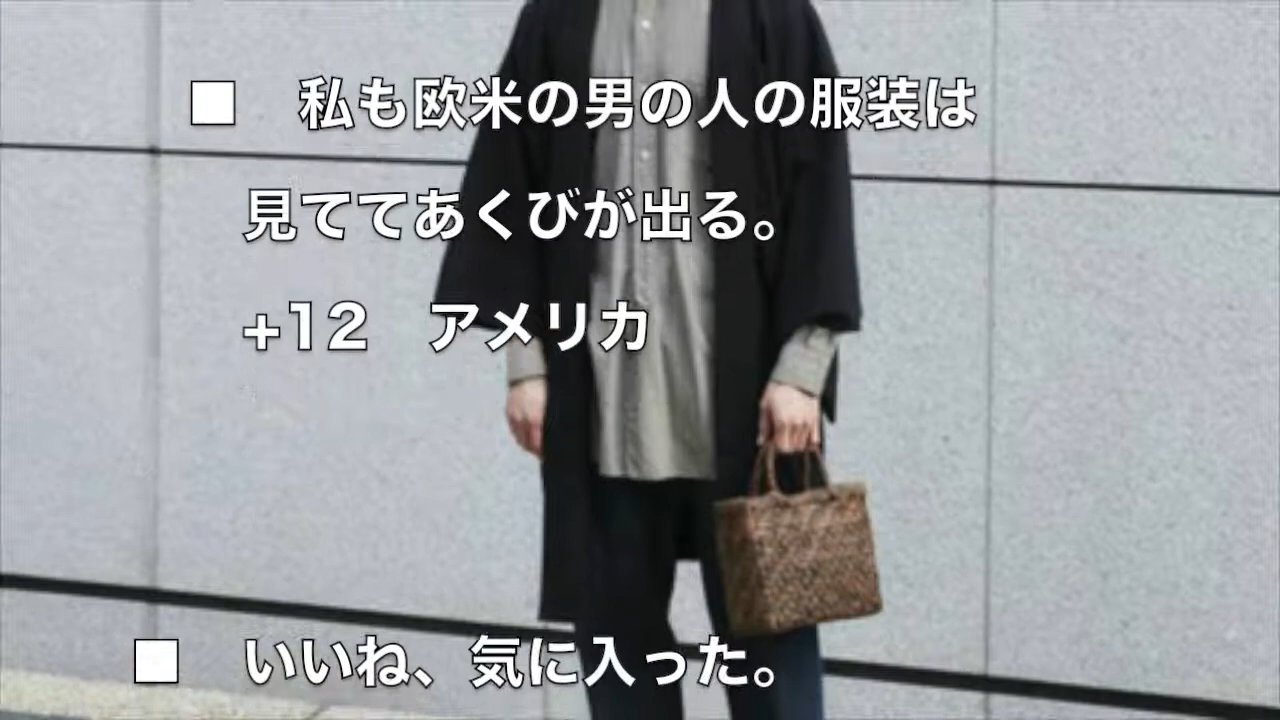 ■ 私も欧米の男の人の服装は
見ててあくびが出る。
+12 アメリカ
■ いいね、気に入った。